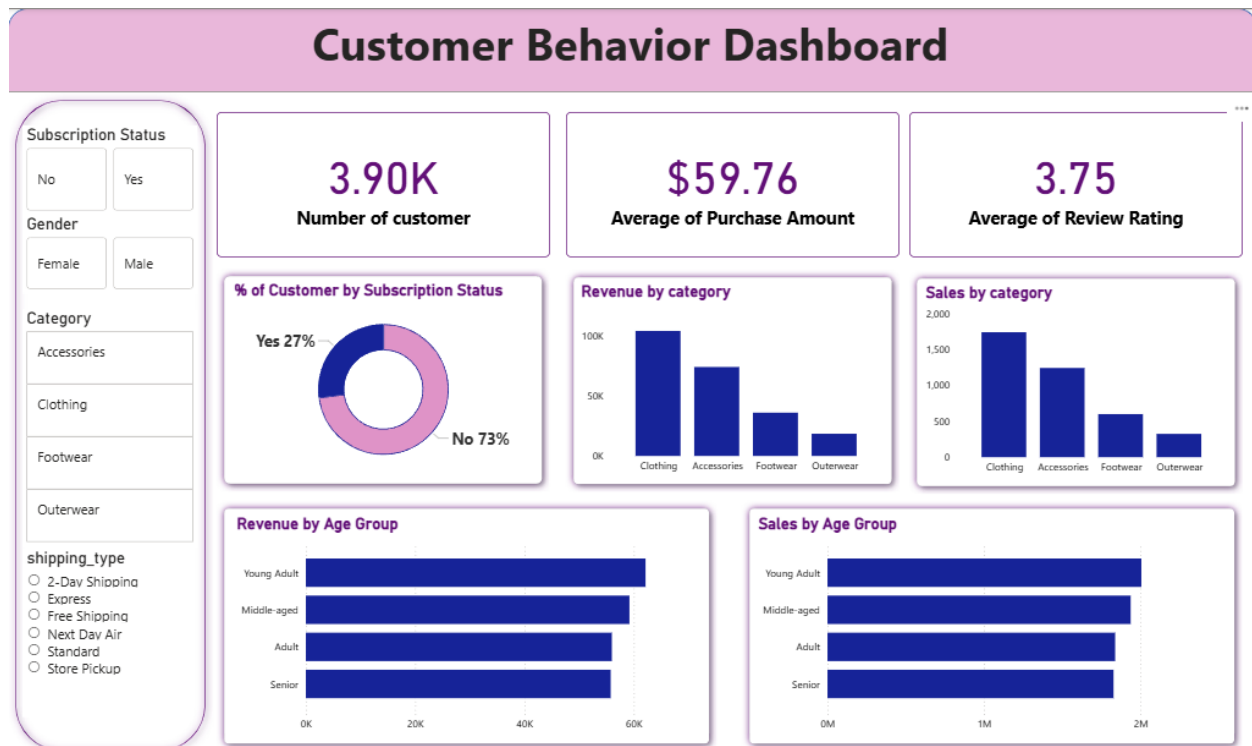 Customer Behavior Dashboard
Subscription Status
No
Yes
Gender
Female
Male
Category
Accessories
Clothing
Footwear
Outerwear
shipping_type
2-Day Shipping
Express
Free Shipping
Next Day Air
Standard
Store Pickup
3.90K
Number of customer
$59.76
Average of Purchase Amount
3.75
Average of Review Rating
% of Customer by Subscription Status
Yes 27%
No 73%
Revenue by category
100K
50K
0K
Clothing
Accessories
Footwear
Outerwear
Sales by category
2,000
1,500
1,000
500
0
Clothing
Accessories
Footwear
Outerwear
Revenue by Age Group
Young Adult
Middle-aged
Adult
Senior
0K
20K
40K
60K
Sales by Age Group
Young Adult
Middle-aged
Adult
Senior
0M
1M
2M